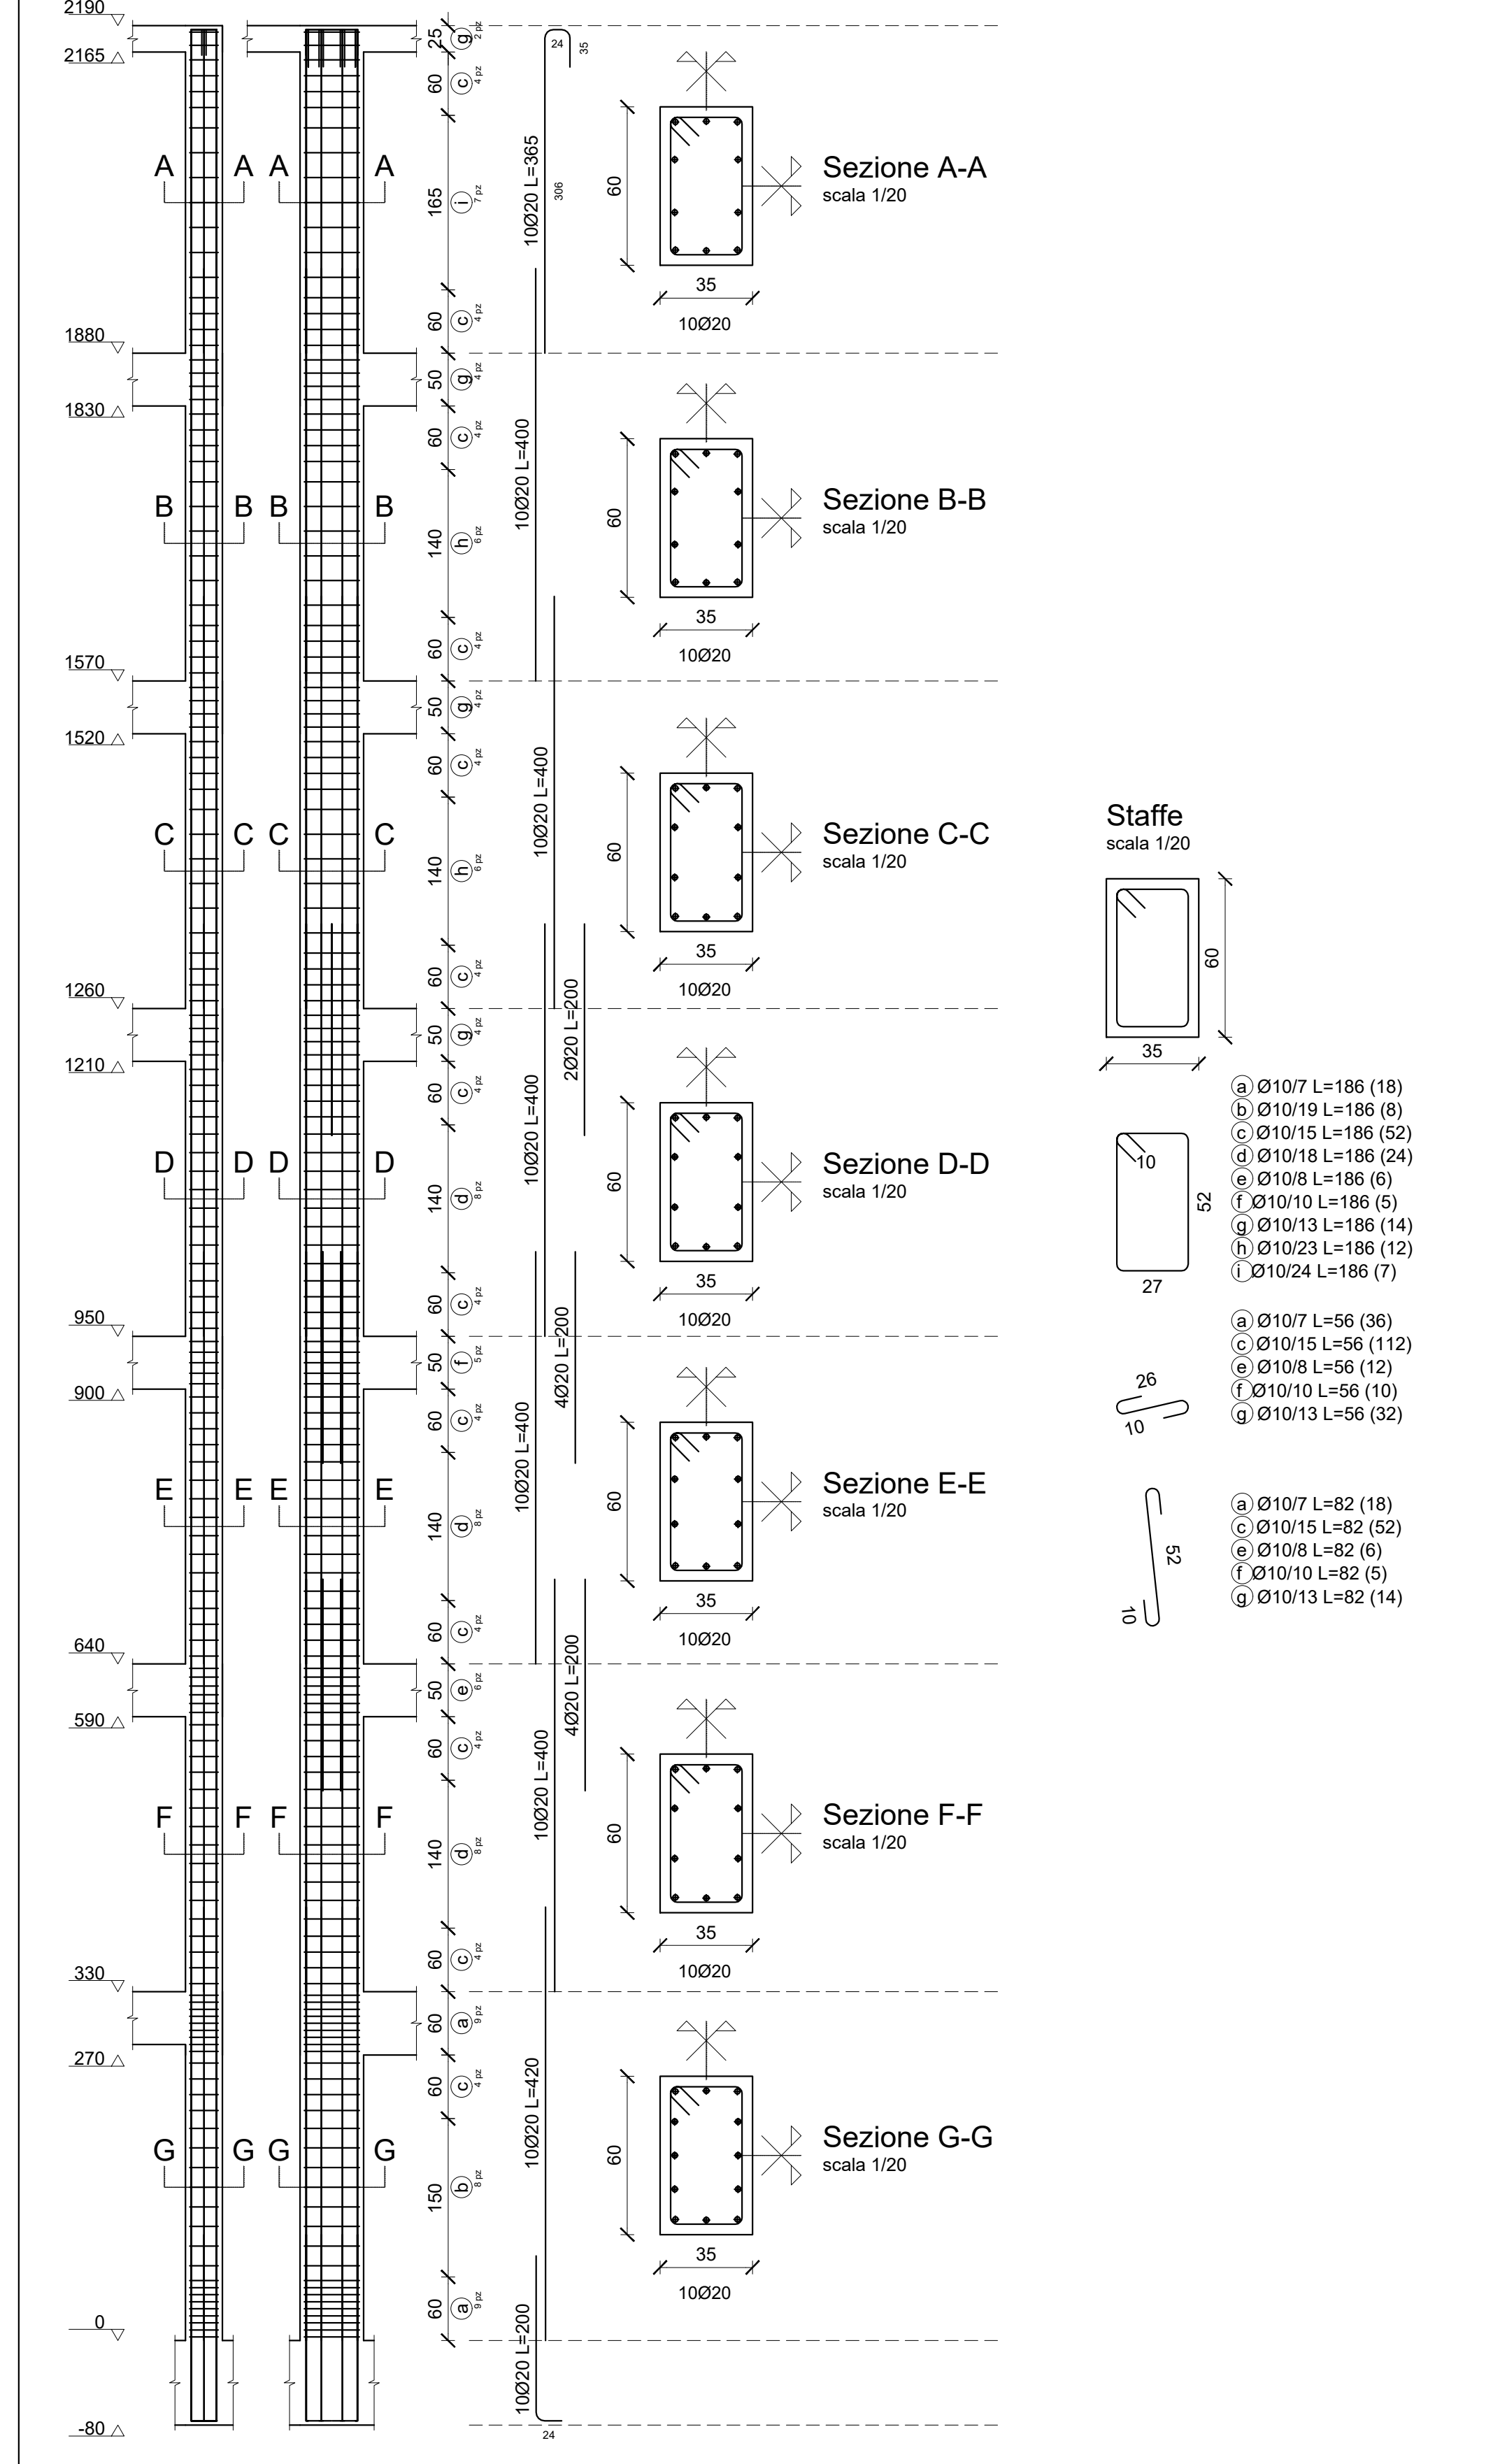 2190
2165
1880
1830
1570
1520
1260
1210
950
900
640
590
330
270
0
-80
A A A A
B B B B
C C C C
D D D D
E E E E
F F F F
G G G G
25 g 2 pz
60 c 4 pz
165 i 7 pz
60 c 4 pz
50 g 4 pz
60 c 4 pz
140 h 6 pz
60 c 4 pz
50 g 4 pz
60 c 4 pz
140 h 6 pz
60 c 4 pz
50 g 4 pz
60 c 4 pz
140 d 8 pz
60 c 4 pz
50 f 5 pz
60 c 4 pz
140 d 8 pz
60 c 4 pz
50 e 6 pz
60 c 4 pz
140 d 8 pz
60 c 4 pz
60 a 9 pz
60 c 4 pz
150 b 8 pz
60 a 9 pz
24
35
306
10Ø20 L=365
10Ø20 L=400
10Ø20 L=400
2Ø20 L=200
10Ø20 L=400
4Ø20 L=200
10Ø20 L=400
4Ø20 L=200
10Ø20 L=400
10Ø20 L=420
10Ø20 L=200
24
Sezione A-A
scala 1/20
60
35
10Ø20
Sezione B-B
scala 1/20
60
35
10Ø20
Sezione C-C
scala 1/20
60
35
10Ø20
Sezione D-D
scala 1/20
60
35
10Ø20
Sezione E-E
scala 1/20
60
35
10Ø20
Sezione F-F
scala 1/20
60
35
10Ø20
Sezione G-G
scala 1/20
60
35
10Ø20
Staffe
scala 1/20
60
35
10
52
27
a Ø10/7 L=186 (18)
b Ø10/19 L=186 (8)
c Ø10/15 L=186 (52)
d Ø10/18 L=186 (24)
e Ø10/8 L=186 (6)
f Ø10/10 L=186 (5)
g Ø10/13 L=186 (14)
h Ø10/23 L=186 (12)
i Ø10/24 L=186 (7)
26
10
a Ø10/7 L=56 (36)
c Ø10/15 L=56 (112)
e Ø10/8 L=56 (12)
f Ø10/10 L=56 (10)
g Ø10/13 L=56 (32)
52
10
a Ø10/7 L=82 (18)
c Ø10/15 L=82 (52)
e Ø10/8 L=82 (6)
f Ø10/10 L=82 (5)
g Ø10/13 L=82 (14)